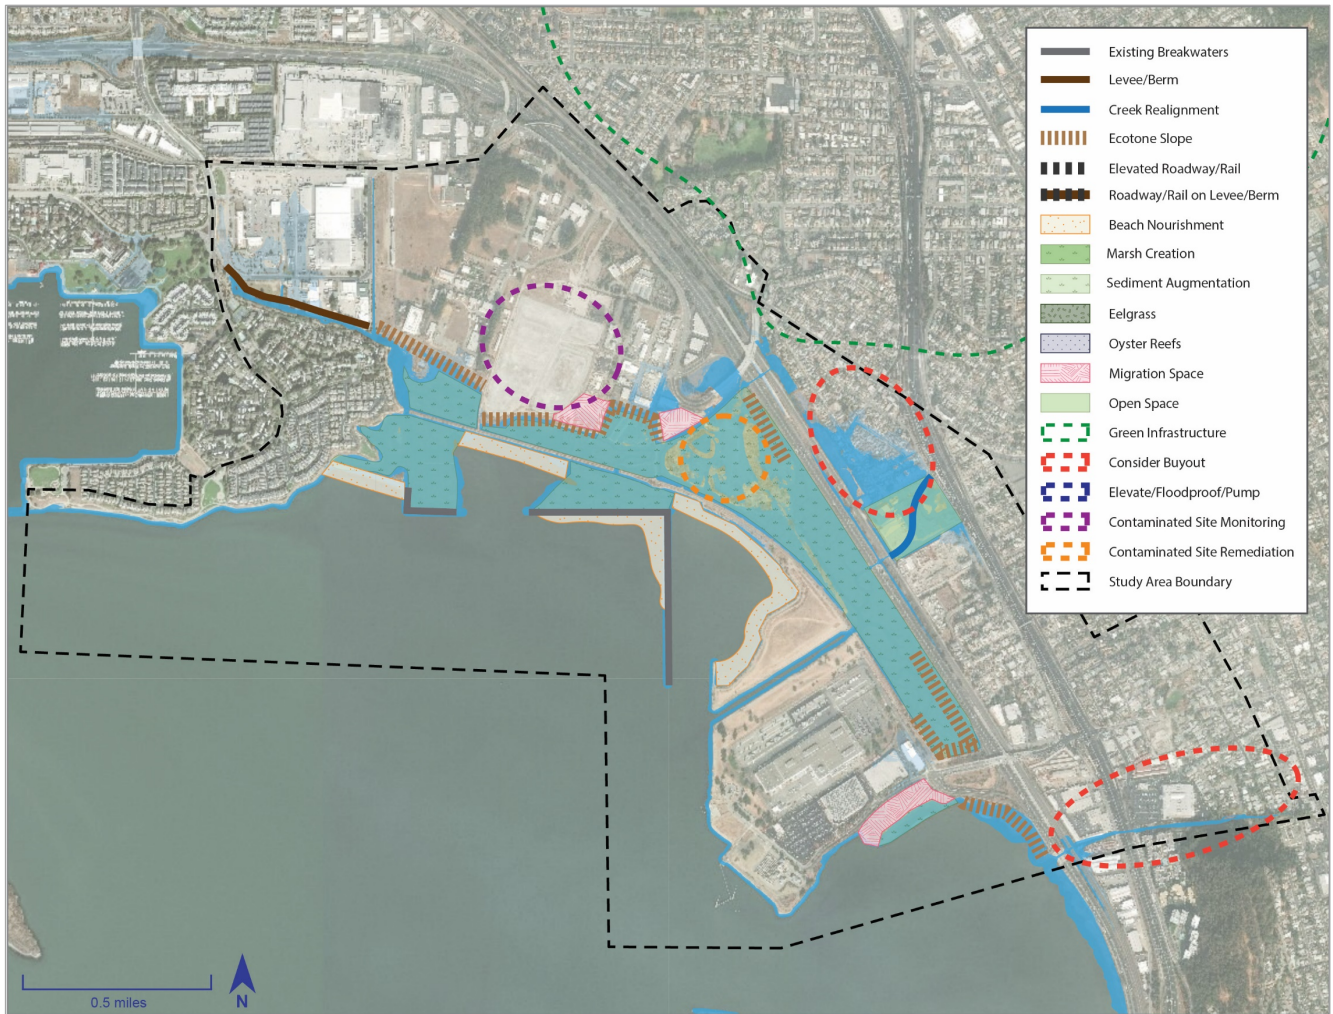 Existing Breakwaters
Levee/Berm
Creek Realignment
Ecotone Slope
Elevated Roadway/Rail
Roadway/Rail on Levee/Berm
Beach Nourishment
Marsh Creation
Sediment Augmentation
Eelgrass
Oyster Reefs
Migration Space
Open Space
Green Infrastructure
Consider Buyout
Elevate/Floodproof/Pump
Contaminated Site Monitoring
Contaminated Site Remediation
Study Area Boundary
0.5 miles
N